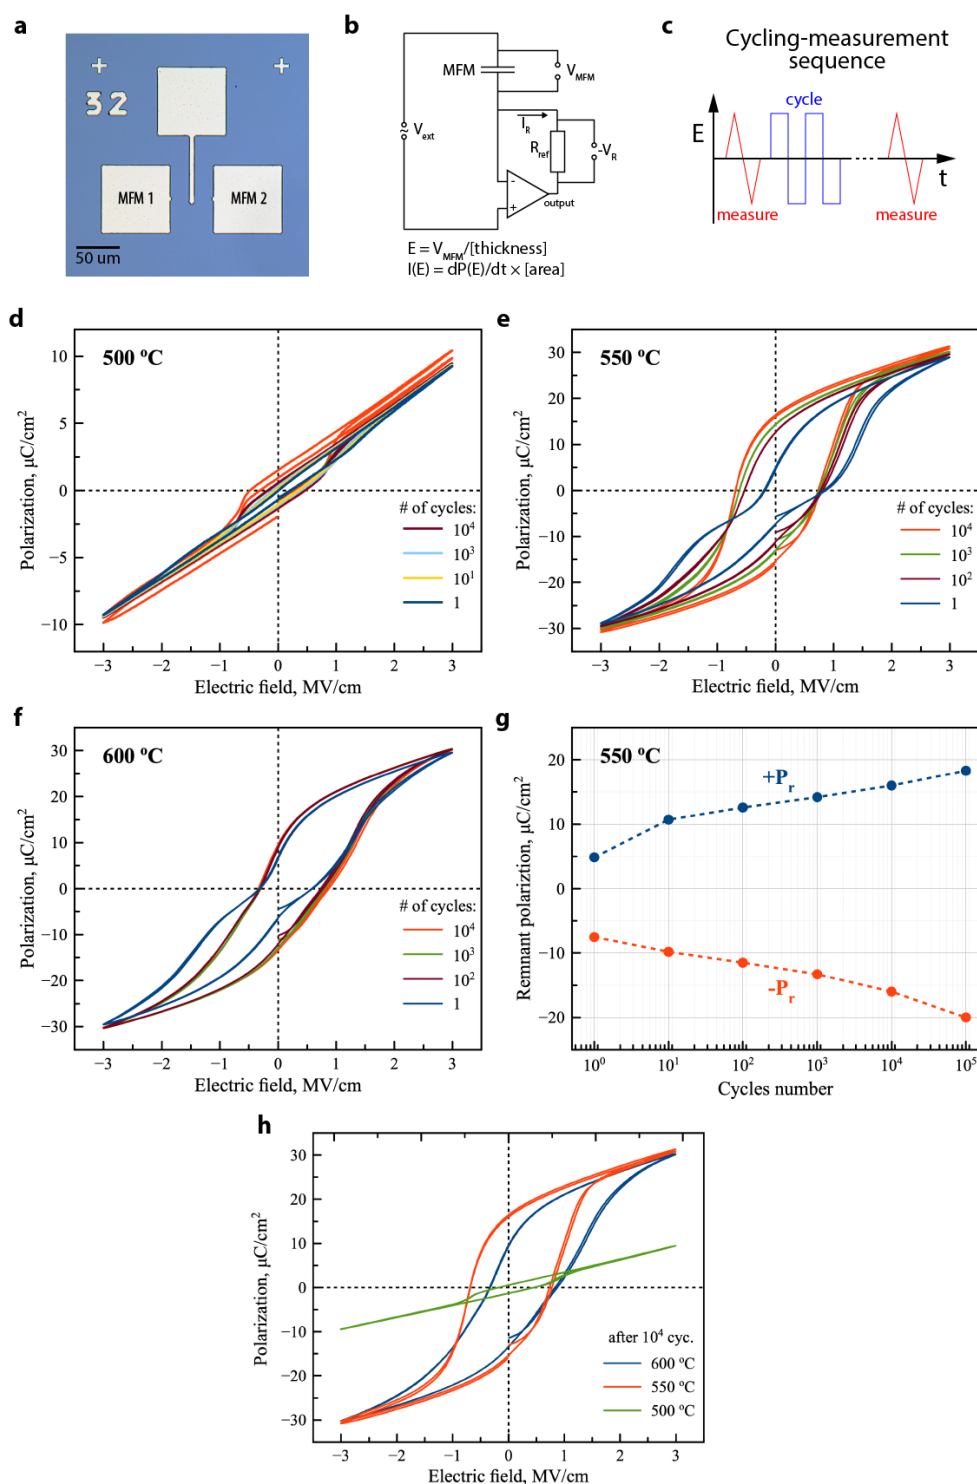 a
32
MFM 1
MFM 2
50 um
b
MFM
V_MFM
V_ext
I_R
R_ref
-V_R
-
+
output
E = V_MFM/[thickness]
I(E) = dP(E)/dt × [area]
c
Cycling-measurement
sequence
cycle
E
t
measure
measure
d
500 ºC
Polarization, µC/cm²
10
5
0
−5
−10
# of cycles:
10⁴
10³
10¹
1
−3 −2 −1 0 1 2 3
Electric field, MV/cm
e
550 ºC
Polarization, µC/cm²
30
20
10
0
−10
−20
−30
# of cycles:
10⁴
10³
10²
1
−3 −2 −1 0 1 2 3
Electric field, MV/cm
f
600 ºC
Polarization, µC/cm²
30
20
10
0
−10
−20
−30
# of cycles:
10⁴
10³
10²
1
−3 −2 −1 0 1 2 3
Electric field, MV/cm
g
550 ºC
Remnant polariztion, µC/cm²
20
10
0
−10
−20
+P_r
-P_r
10⁰ 10¹ 10² 10³ 10⁴ 10⁵
Cycles number
h
Polarization, µC/cm²
30
20
10
0
−10
−20
−30
after 10⁴ cyc.
600 ºC
550 ºC
500 ºC
−3 −2 −1 0 1 2 3
Electric field, MV/cm